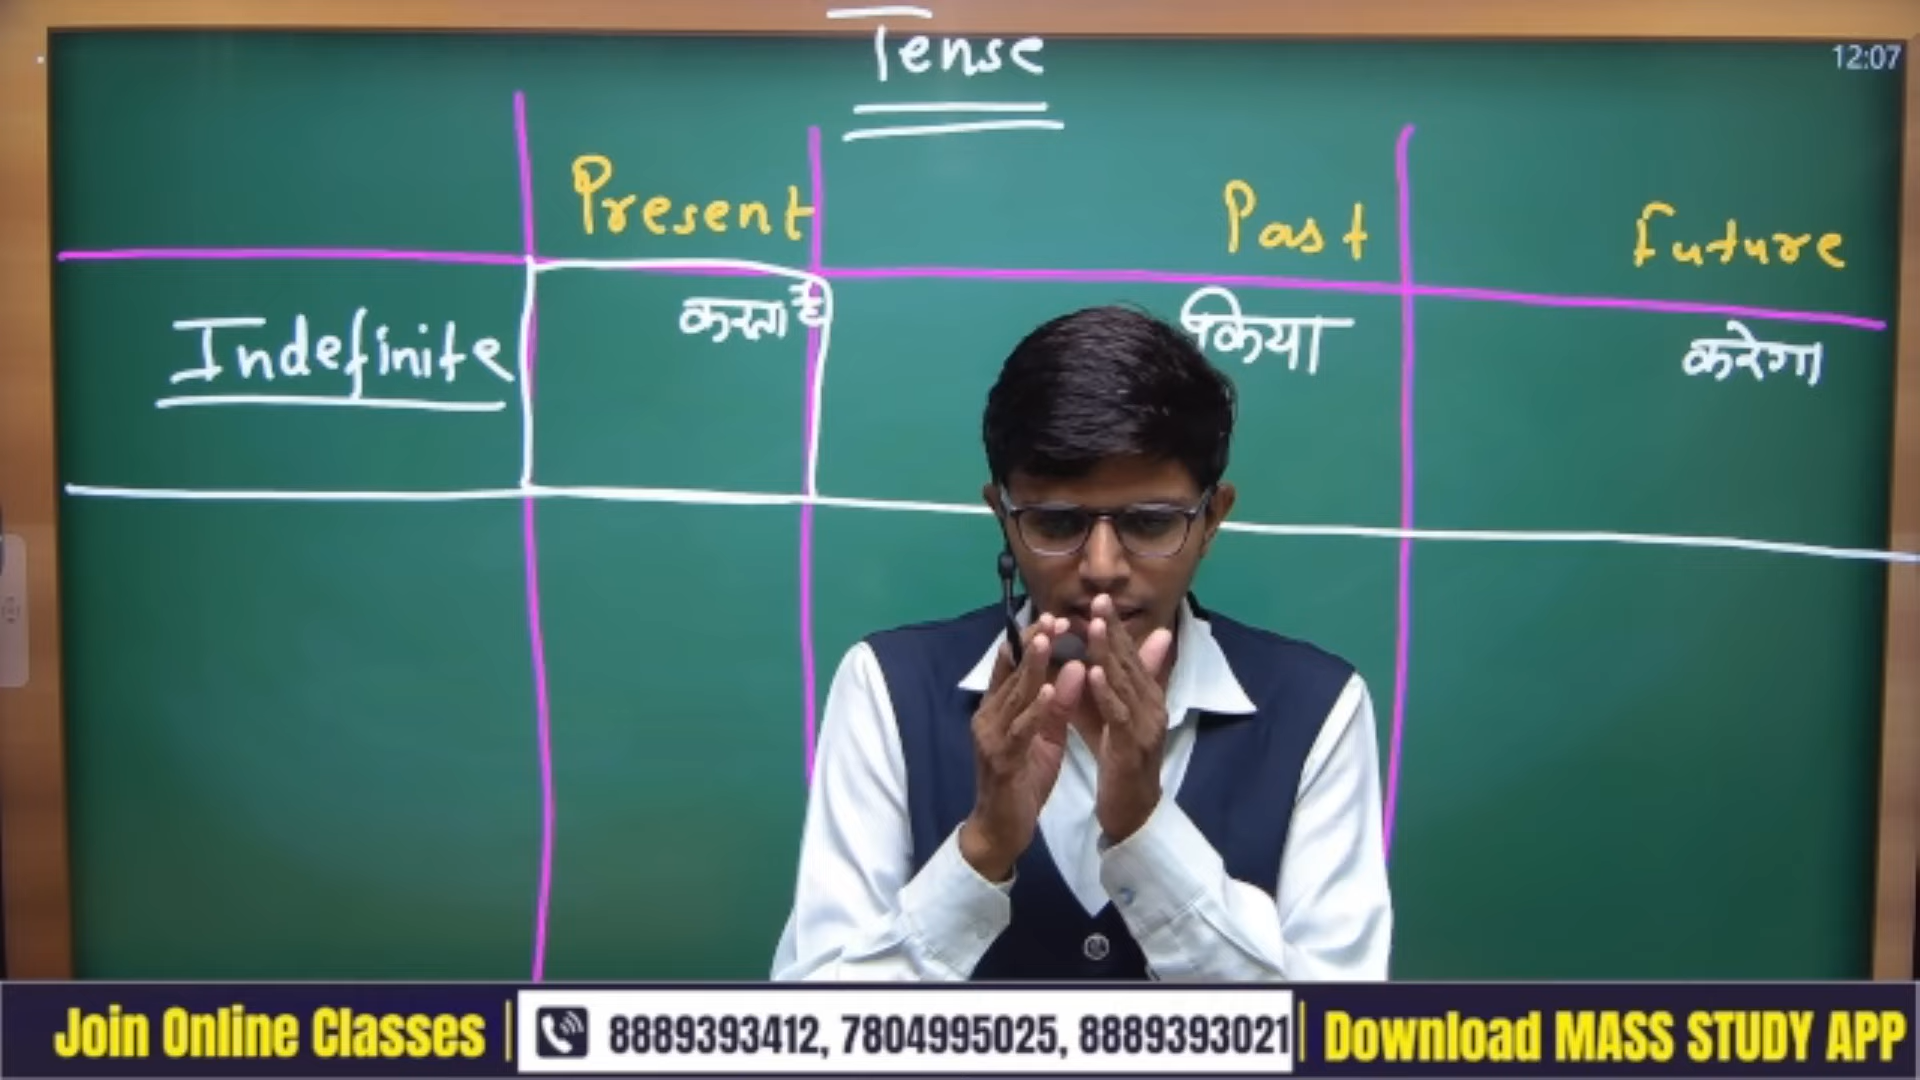 Tense
12:07
Present Past Future
Indefinite करता है किया करेगा
Join Online Classes | 8889393412, 7804995025, 8889393021 | Download MASS STUDY APP